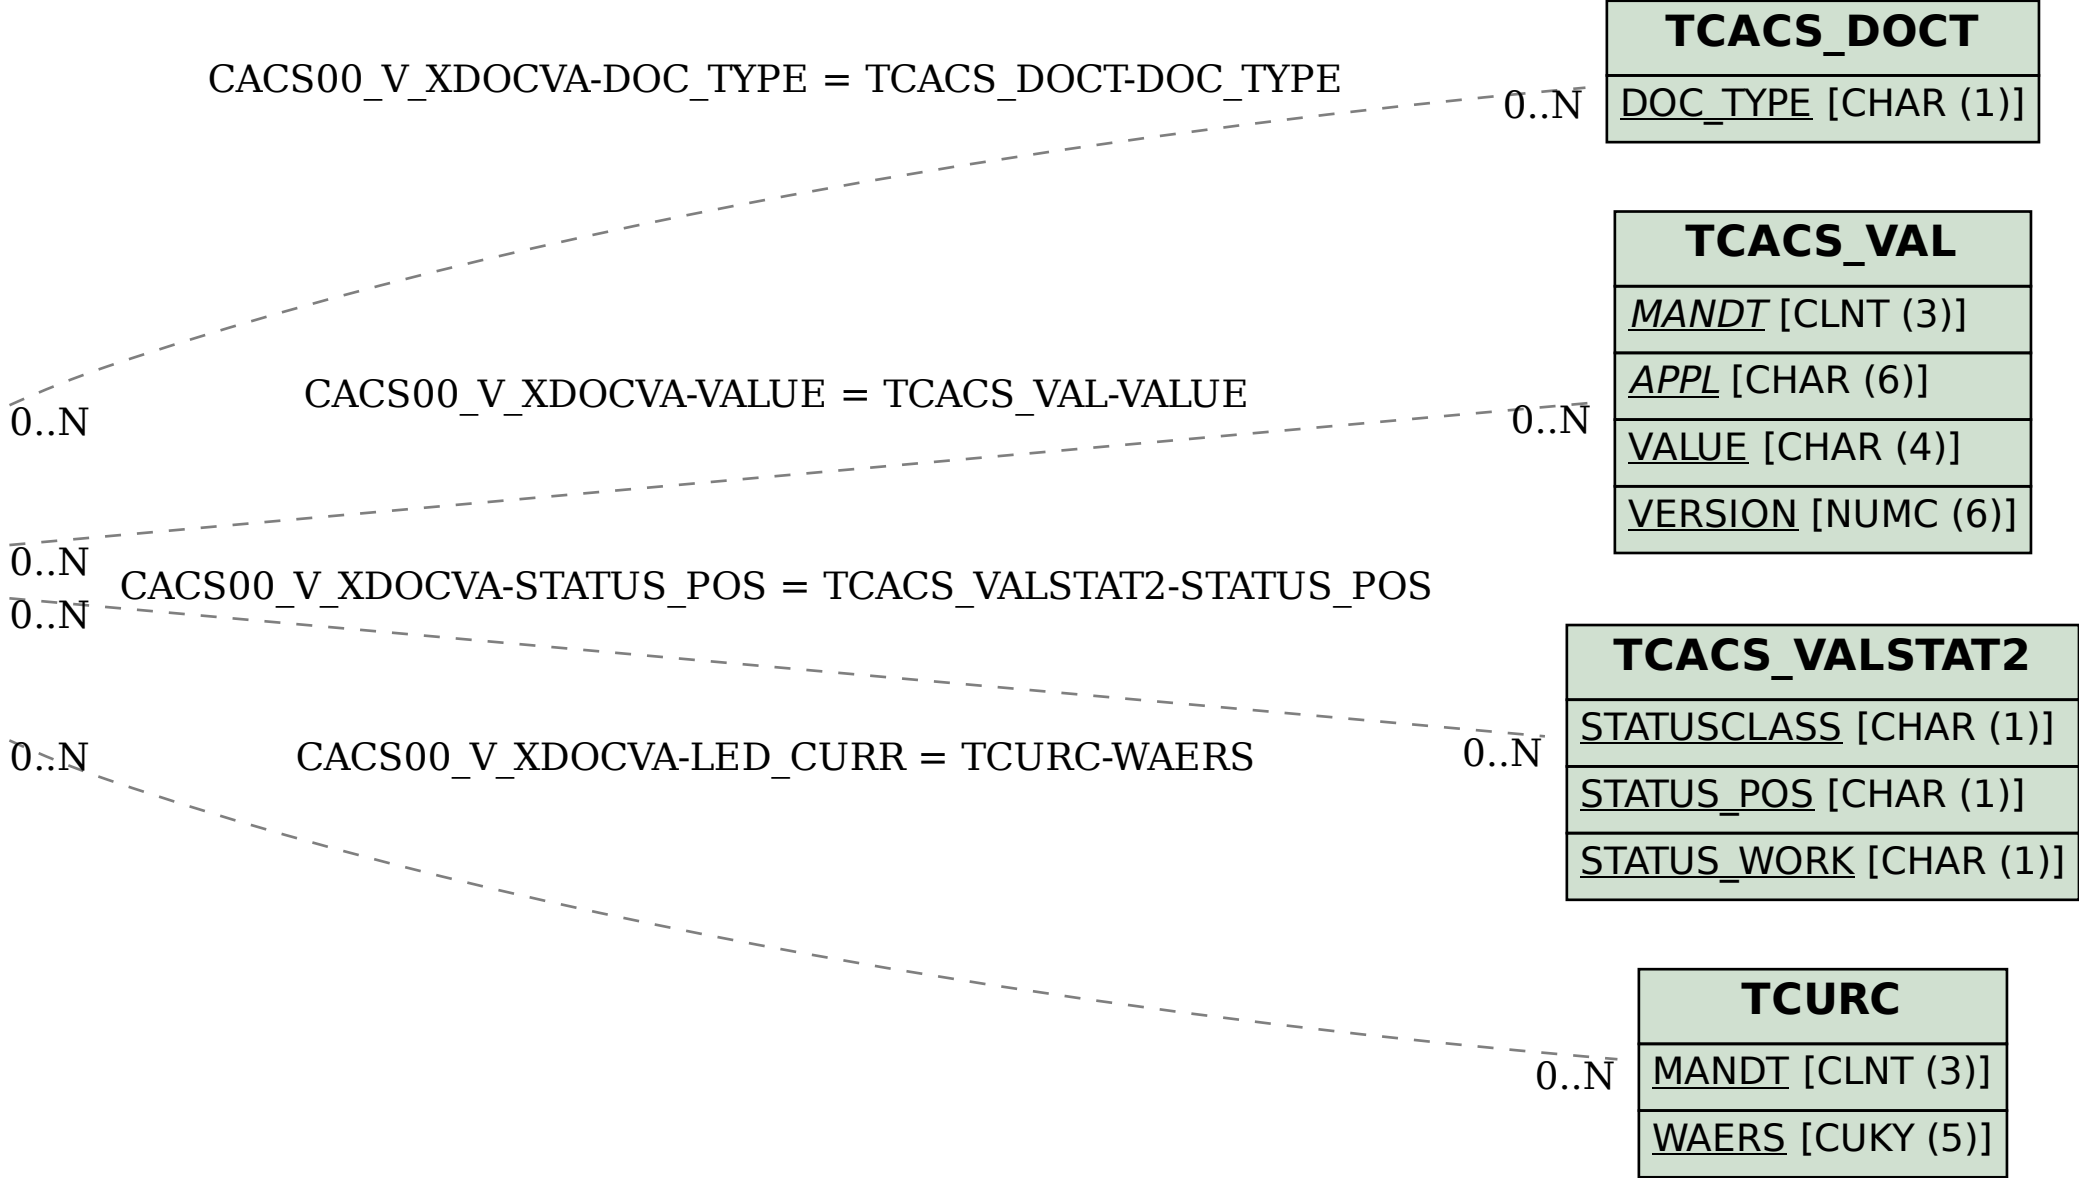 TCACS_DOCT
CACS00_V_XDOCVA-DOC_TYPE = TCACS_DOCT-DOC_TYPE
0..N
DOC_TYPE [CHAR (1)]
TCACS_VAL
MANDT [CLNT (3)]
APPL [CHAR (6)]
CACS00_V_XDOCVA-VALUE = TCACS_VAL-VALUE
0..N
0..N
VALUE [CHAR (4)]
VERSION [NUMC (6)]
0..N
CACS00_V_XDOCVA-STATUS_POS = TCACS_VALSTAT2-STATUS_POS
0..N
TCACS_VALSTAT2
STATUSCLASS [CHAR (1)]
0..N
CACS00_V_XDOCVA-LED_CURR = TCURC-WAERS
0..N
STATUS_POS [CHAR (1)]
STATUS_WORK [CHAR (1)]
TCURC
MANDT [CLNT (3)]
0..N
WAERS [CUKY (5)]